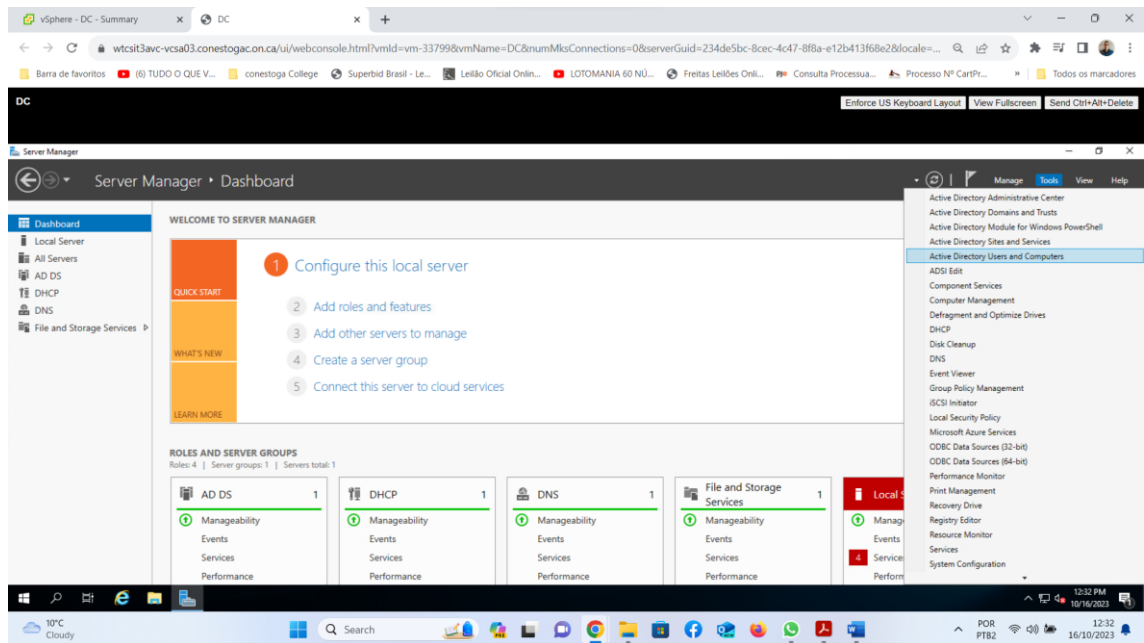 vSphere - DC - Summary
DC
wtcsit3avc-vcsa03.conestogac.on.ca/ui/webconsole.html?vmId=vm-33799&vmName=DC&numMksConnections=0&serverGuid=234de5bc-8cec-4c47-8f8a-e12b413f68e2&locale=...
Barra de favoritos
(6) TUDO O QUE V...
conestoga College
Superbid Brasil - Le...
Leilão Oficial Onlin...
LOTOMANIA 60 NÚ...
Freitas Leilões Onli...
Consulta Processua...
Processo Nº CartPr...
»
Todos os marcadores
DC
Enforce US Keyboard Layout
View Fullscreen
Send Ctrl+Alt+Delete
Server Manager
Server Manager • Dashboard
Manage
Tools
View
Help
Dashboard
Local Server
All Servers
AD DS
DHCP
DNS
File and Storage Services
WELCOME TO SERVER MANAGER
QUICK START
WHAT'S NEW
LEARN MORE
1 Configure this local server
2 Add roles and features
3 Add other servers to manage
4 Create a server group
5 Connect this server to cloud services
Active Directory Administrative Center
Active Directory Domains and Trusts
Active Directory Module for Windows PowerShell
Active Directory Sites and Services
Active Directory Users and Computers
ADSI Edit
Component Services
Computer Management
Defragment and Optimize Drives
DHCP
Disk Cleanup
DNS
Event Viewer
Group Policy Management
iSCSI Initiator
Local Security Policy
Microsoft Azure Services
ODBC Data Sources (32-bit)
ODBC Data Sources (64-bit)
Performance Monitor
Print Management
Recovery Drive
Registry Editor
Resource Monitor
Services
System Configuration
ROLES AND SERVER GROUPS
Roles: 4 | Server groups: 1 | Servers total: 1
AD DS 1
Manageability
Events
Services
Performance
DHCP 1
Manageability
Events
Services
Performance
DNS 1
Manageability
Events
Services
Performance
File and Storage
Services 1
Manageability
Events
Services
Performance
Local S
Manag
Events
4 Service
Perform
12:32 PM
10/16/2023
10°C
Cloudy
Search
POR
PTB2
12:32
16/10/2023